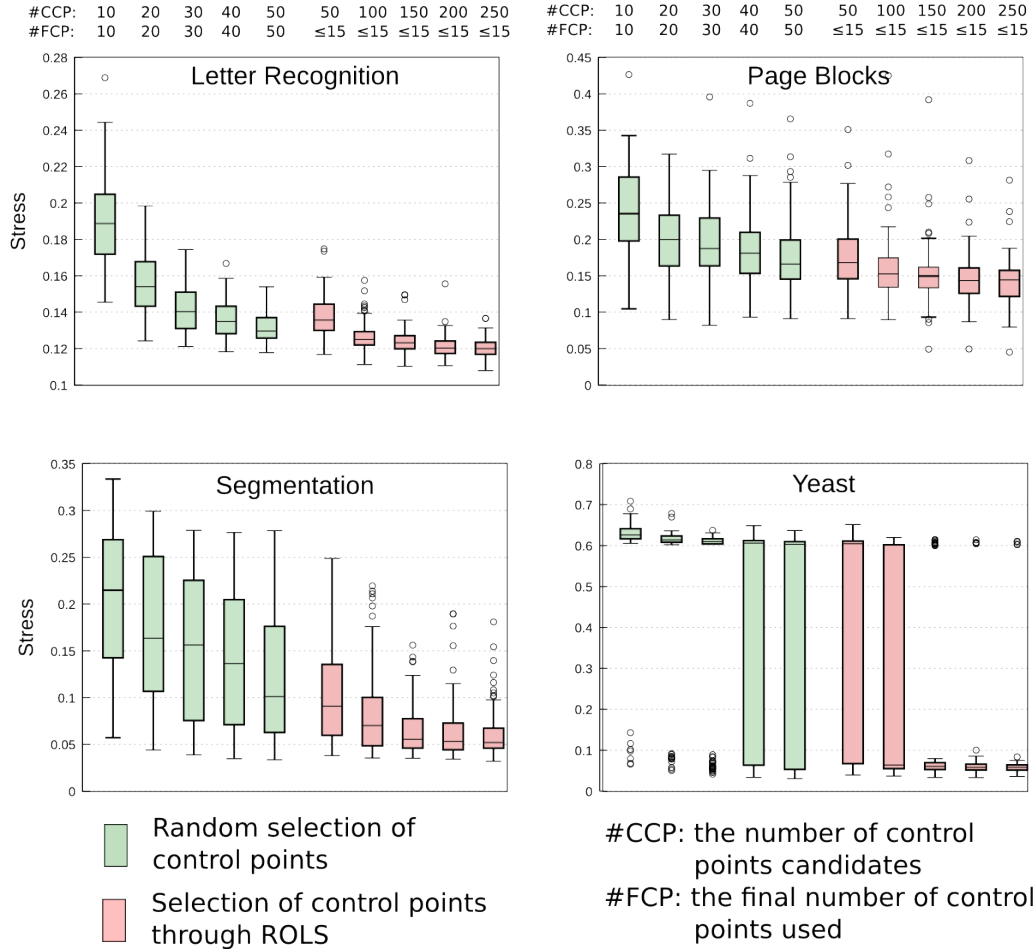 #CCP: 10 20 30 40 50 50 100 150 200 250
#FCP: 10 20 30 40 50 ≤15 ≤15 ≤15 ≤15 ≤15
#CCP: 10 20 30 40 50 50 100 150 200 250
#FCP: 10 20 30 40 50 ≤15 ≤15 ≤15 ≤15 ≤15
Letter Recognition
Stress
0.28
0.26
0.24
0.22
0.2
0.18
0.16
0.14
0.12
0.1
Page Blocks
0.45
0.4
0.35
0.3
0.25
0.2
0.15
0.1
0.05
0
Segmentation
Stress
0.35
0.3
0.25
0.2
0.15
0.1
0.05
0
Yeast
0.8
0.7
0.6
0.5
0.4
0.3
0.2
0.1
0
Random selection of
control points
Selection of control points
through ROLS
#CCP: the number of control
points candidates
#FCP: the final number of control
points used